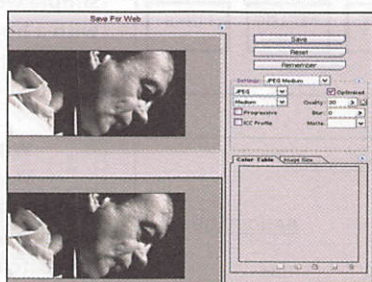 Save For Web
Save
Reset
Remember
Settings: JPEG Medium
JPEG
Optimized
Medium
Quality: 30
Progressive
Blur: 0
ICC Profile
Matte:
Color Table
Image Size